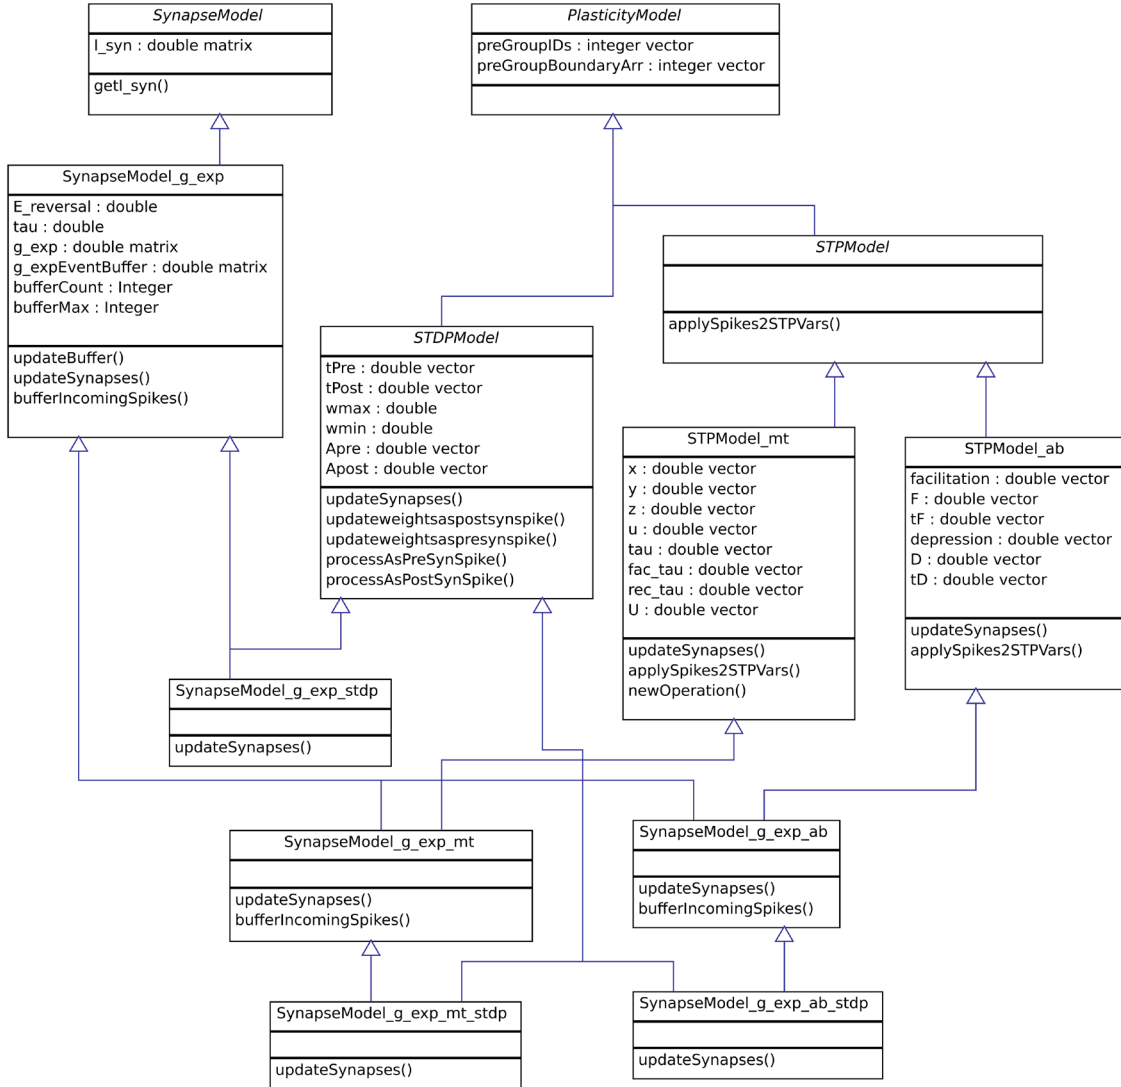 SynapseModel
I_syn : double matrix
getI_syn()
PlasticityModel
preGroupIDs : integer vector
preGroupBoundaryArr : integer vector
SynapseModel_g_exp
E_reversal : double
tau : double
g_exp : double matrix
g_expEventBuffer : double matrix
bufferCount : Integer
bufferMax : Integer
updateBuffer()
updateSynapses()
bufferIncomingSpikes()
STPModel
applySpikes2STPVars()
STDPModel
tPre : double vector
tPost : double vector
wmax : double
wmin : double
Apre : double vector
Apost : double vector
updateSynapses()
updateweightsaspostsynspike()
updateweightsaspresynspike()
processAsPreSynSpike()
processAsPostSynSpike()
STPModel_mt
x : double vector
y : double vector
z : double vector
u : double vector
tau : double vector
fac_tau : double vector
rec_tau : double vector
U : double vector
updateSynapses()
applySpikes2STPVars()
newOperation()
STPModel_ab
facilitation : double vector
F : double vector
tF : double vector
depression : double vector
D : double vector
tD : double vector
updateSynapses()
applySpikes2STPVars()
SynapseModel_g_exp_stdp
updateSynapses()
SynapseModel_g_exp_mt
updateSynapses()
bufferIncomingSpikes()
SynapseModel_g_exp_ab
updateSynapses()
bufferIncomingSpikes()
SynapseModel_g_exp_mt_stdp
updateSynapses()
SynapseModel_g_exp_ab_stdp
updateSynapses()